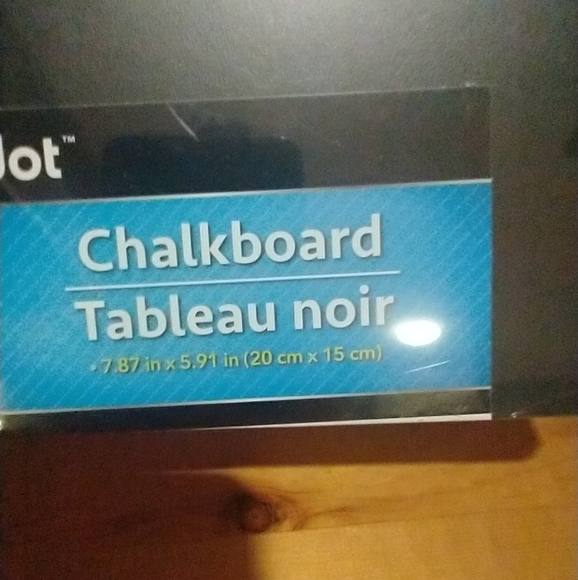 Jot™
Chalkboard
Tableau noir
• 7.87 in x 5.91 in (20 cm x 15 cm)